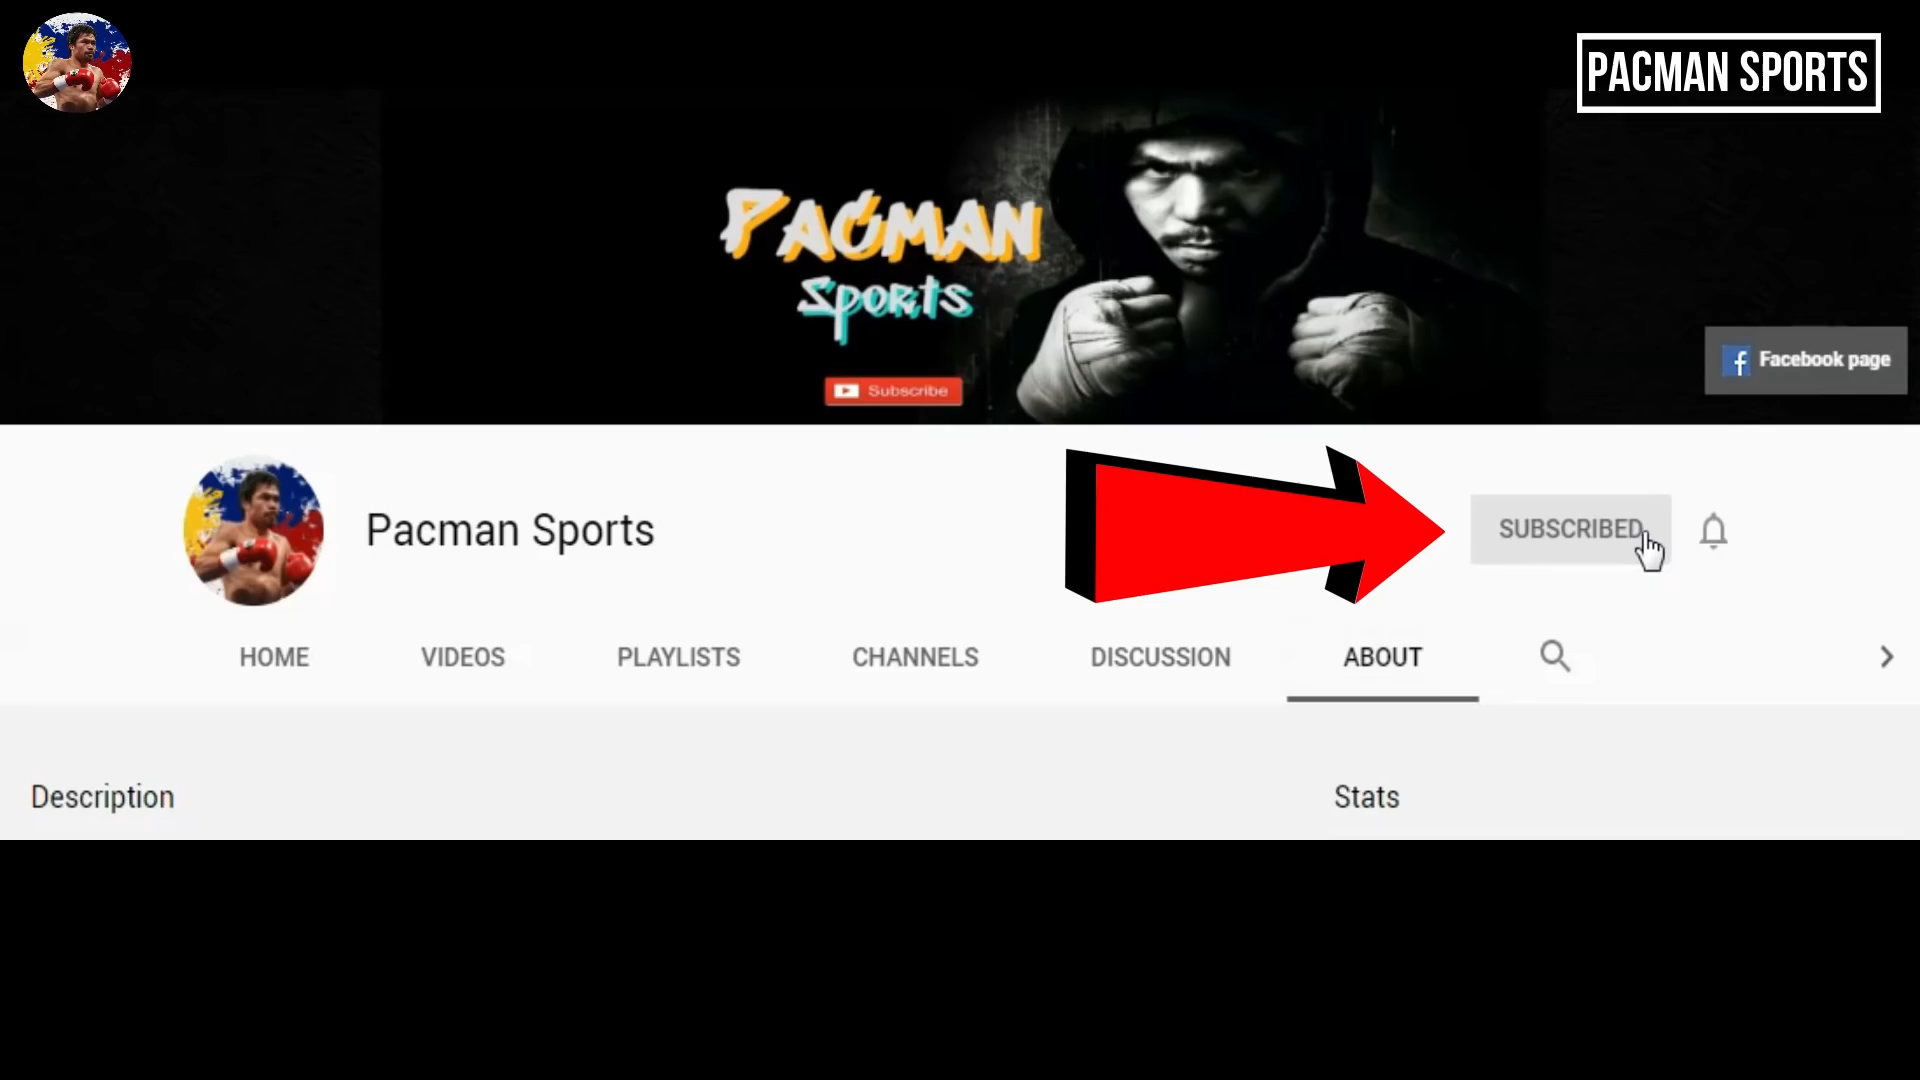 PACMAN SPORTS
PACMAN
Sports
Subscribe
Facebook page
Pacman Sports
SUBSCRIBED
HOME
VIDEOS
PLAYLISTS
CHANNELS
DISCUSSION
ABOUT
Description
Stats